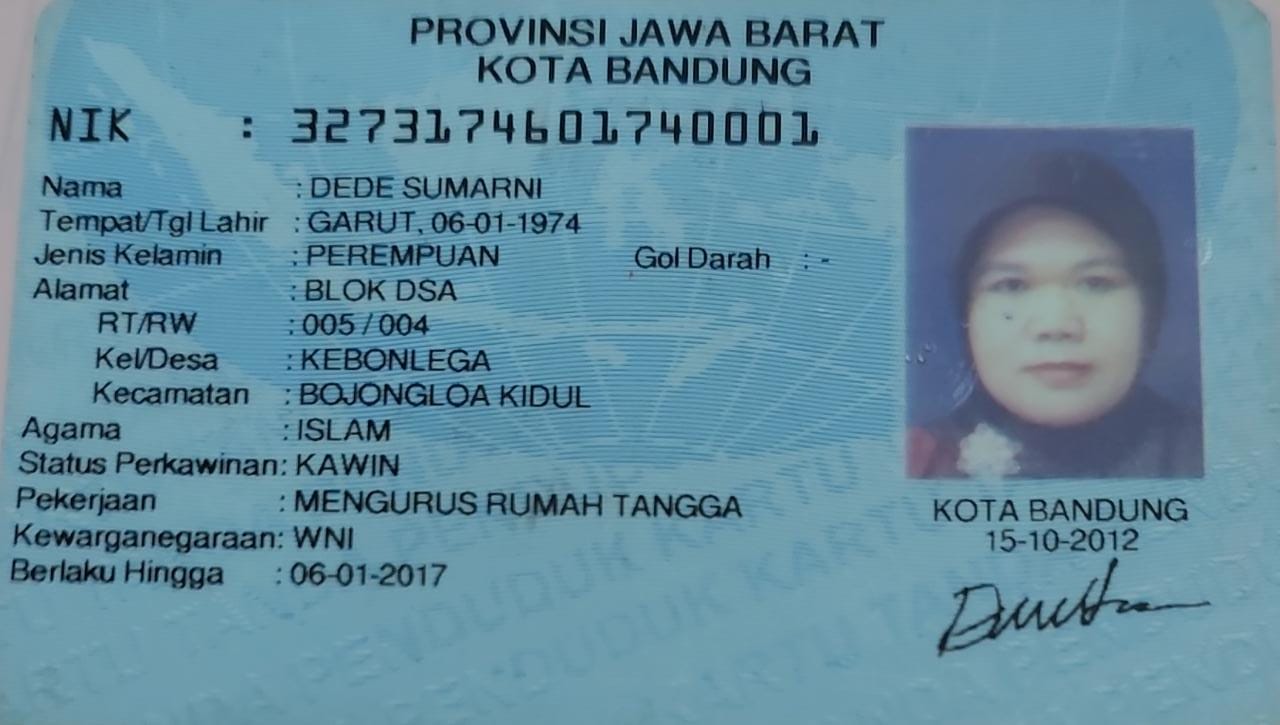 PROVINSI JAWA BARAT
KOTA BANDUNG
NIK : 3273174601740001
Nama : DEDE SUMARNI
Tempat/Tgl Lahir : GARUT, 06-01-1974
Jenis Kelamin : PEREMPUAN Gol Darah : -
Alamat : BLOK DSA
RT/RW : 005 / 004
Kel/Desa : KEBONLEGA
Kecamatan : BOJONGLOA KIDUL
Agama : ISLAM
Status Perkawinan: KAWIN
Pekerjaan : MENGURUS RUMAH TANGGA
Kewarganegaraan: WNI
Berlaku Hingga : 06-01-2017
KOTA BANDUNG
15-10-2012